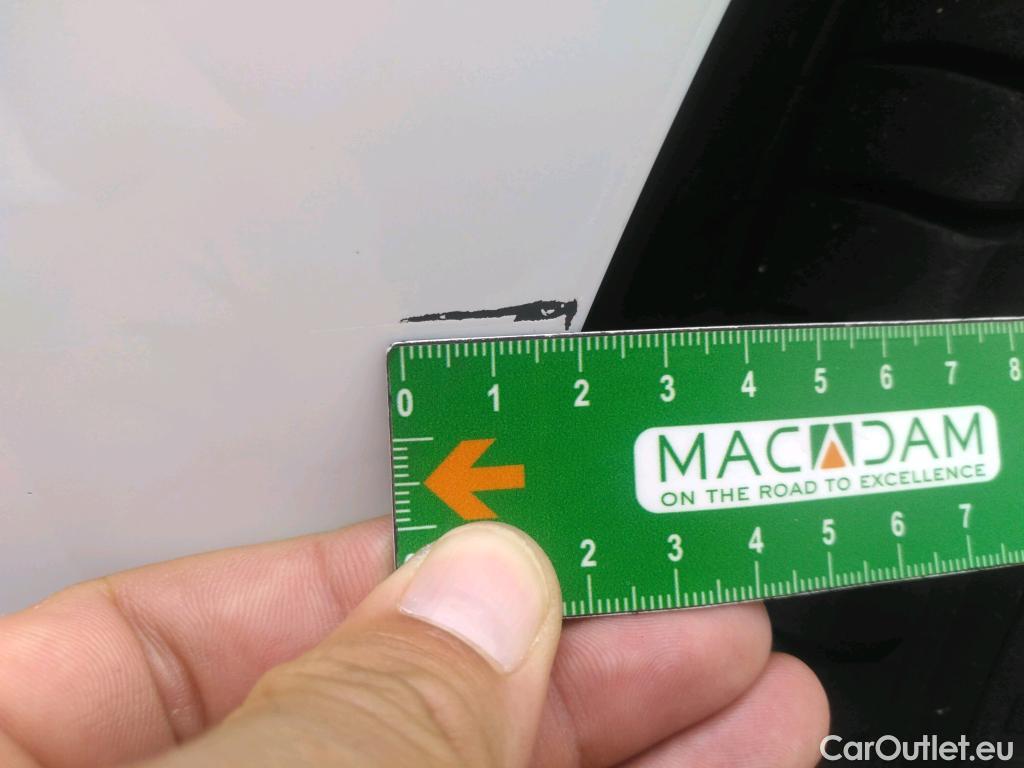 0 1 2 3 4 5 6 7 8
MACADAM
ON THE ROAD TO EXCELLENCE
2 3 4 5 6 7
CarOutlet.eu